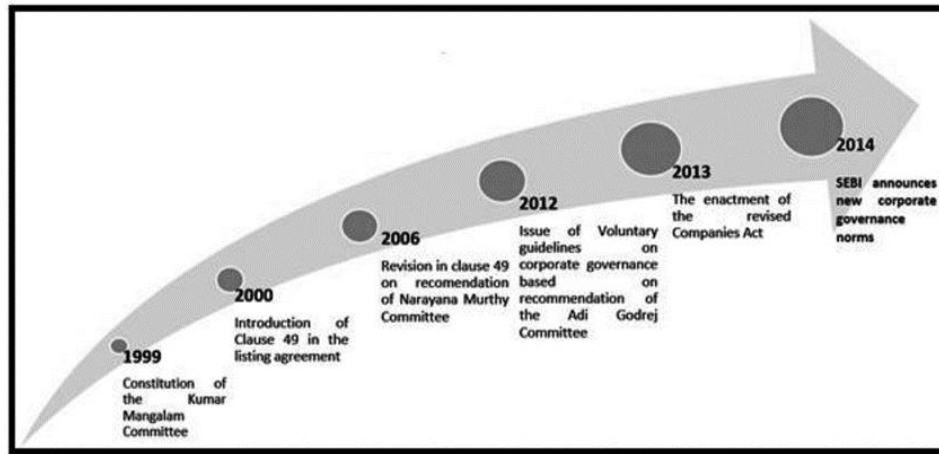 1999
Constitution of
the Kumar
Mangalam
Committee
2000
Introduction of
Clause 49 in the
listing agreement
2006
Revision in clause 49
on recomendation
of Narayana Murthy
Committee
2012
Issue of Voluntary
guidelines on
corporate governance
based on
recommendation of
the Adi Godrej
Committee
2013
The enactment of
the revised
Companies Act
2014
SEBI announces
new corporate
governance
norms